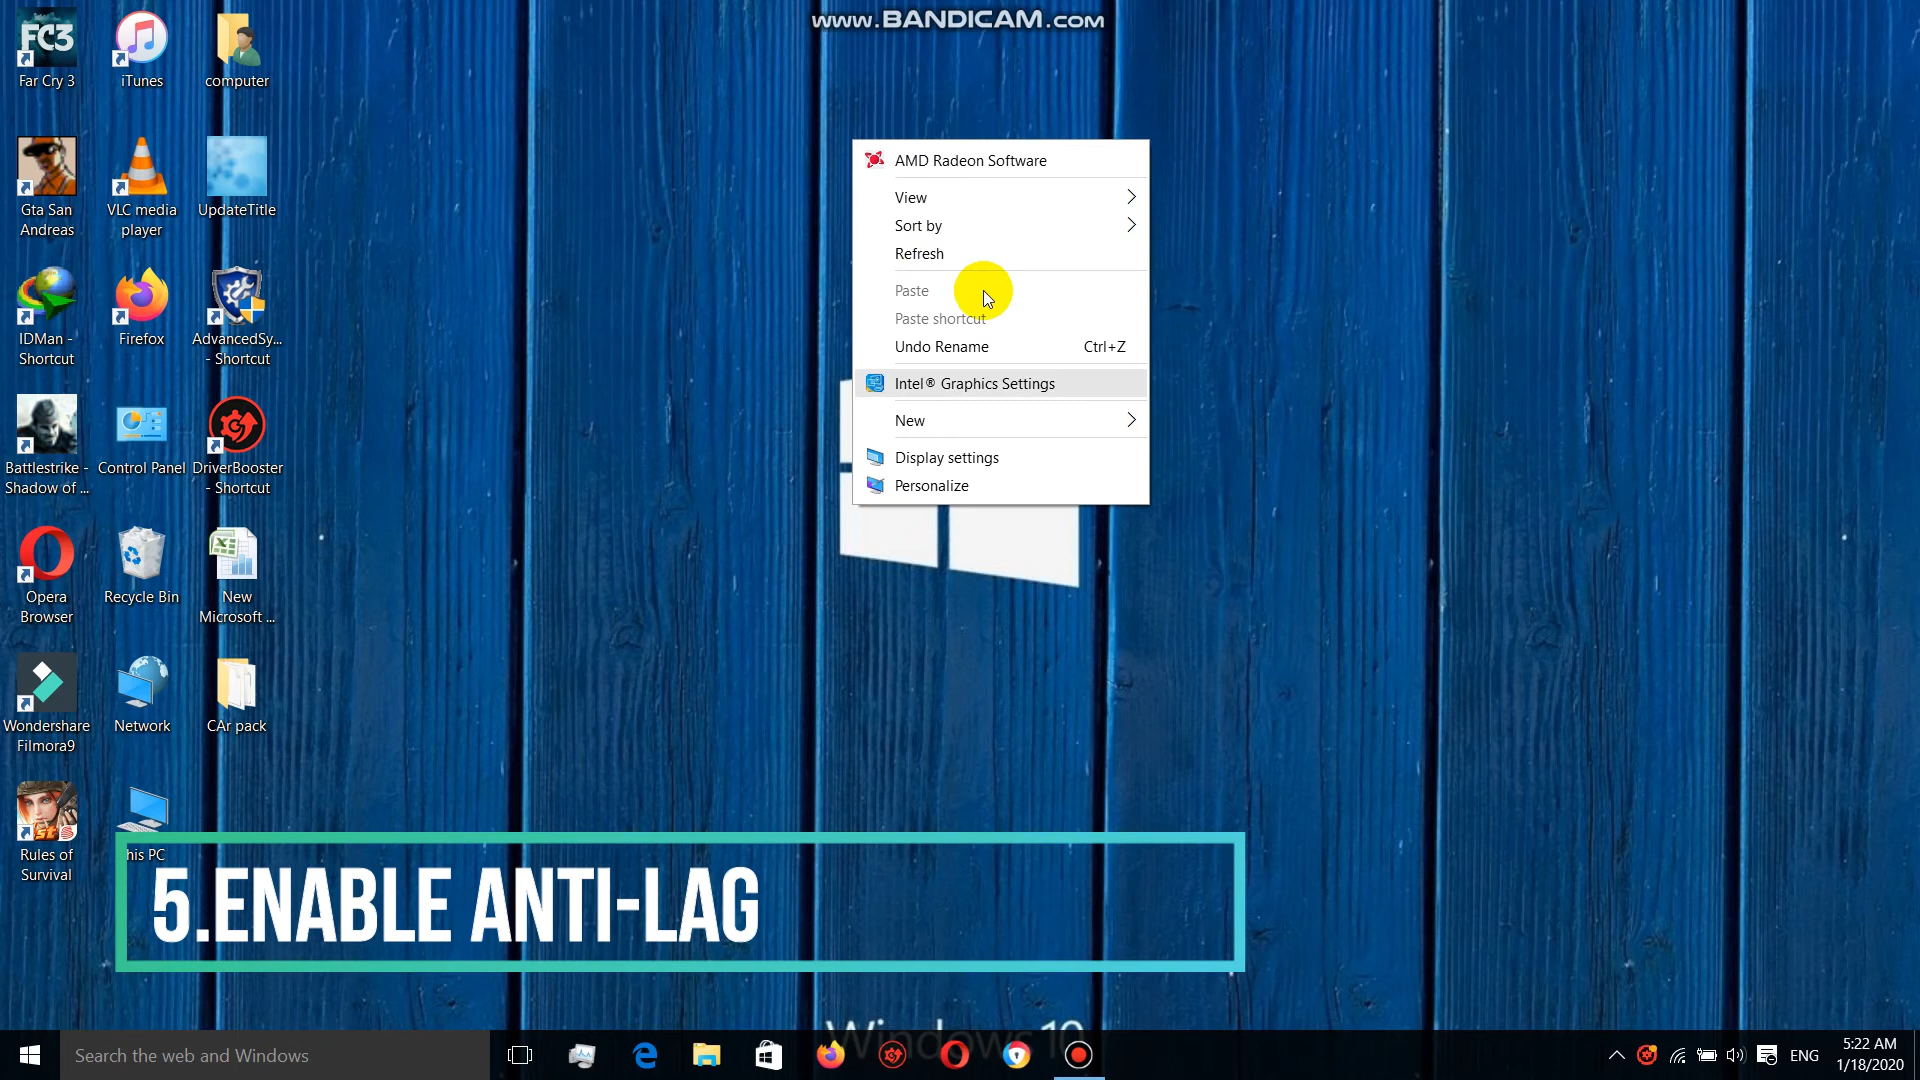 www.BANDICAM.com
FC3
Far Cry 3
iTunes
computer
Gta San
Andreas
VLC media
player
UpdateTitle
IDMan -
Shortcut
Firefox
AdvancedSy...
- Shortcut
Battlestrike -
Shadow of ...
Control Panel
DriverBooster
- Shortcut
Opera
Browser
Recycle Bin
New
Microsoft ...
Wondershare
Filmora9
Network
CAr pack
Rules of
Survival
his PC
AMD Radeon Software
View
Sort by
Refresh
Paste
Paste shortcut
Undo Rename Ctrl+Z
Intel® Graphics Settings
New
Display settings
Personalize
5.ENABLE ANTI-LAG
Windows 10
Search the web and Windows
ENG
5:22 AM
1/18/2020